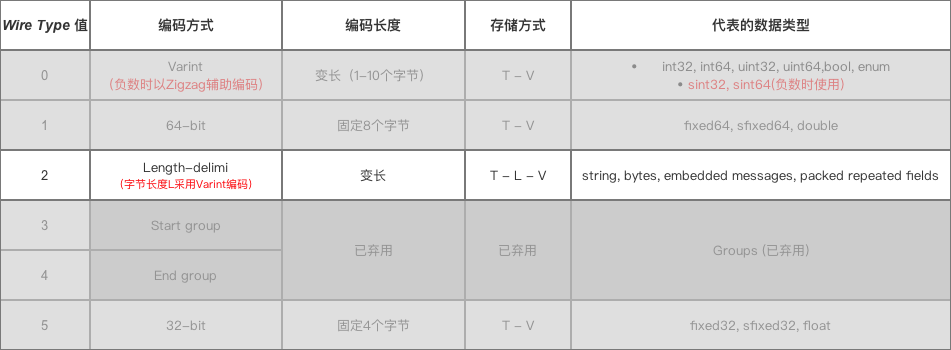 Wire Type 值 编码方式 编码长度 存储方式 代表的数据类型
0 Varint 变长（1-10个字节） T - V • int32, int64, uint32, uint64,bool, enum
（负数时以Zigzag辅助编码） • sint32, sint64(负数时使用)
1 64-bit 固定8个字节 T - V fixed64, sfixed64, double
2 Length-delimi 变长 T - L - V string, bytes, embedded messages, packed repeated fields
（字节长度L采用Varint编码）
3 Start group 已弃用 已弃用 Groups (已弃用)
4 End group
5 32-bit 固定4个字节 T - V fixed32, sfixed32, float